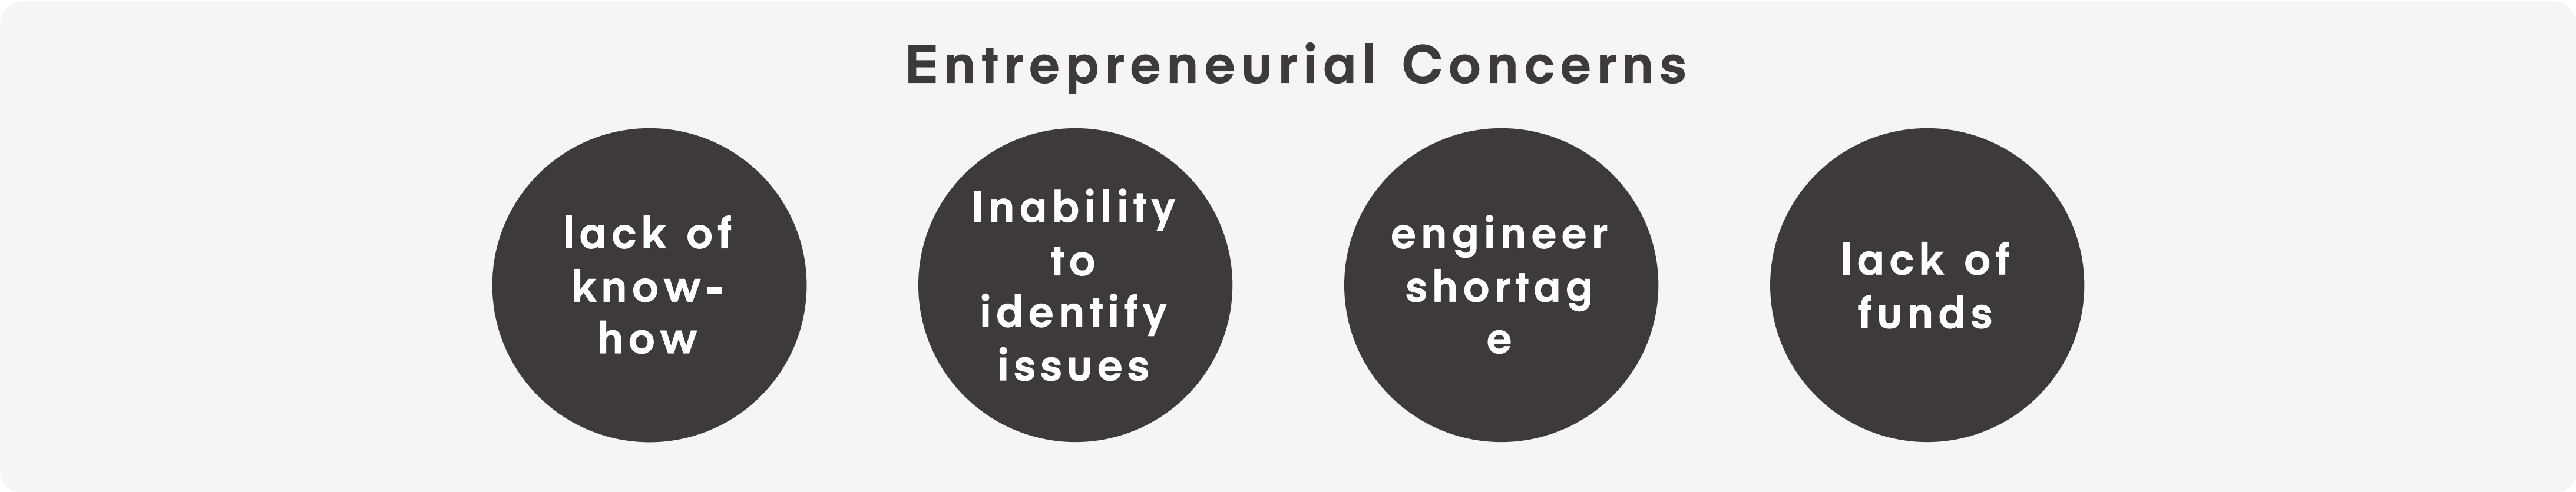 Entrepreneurial Concerns
lack of
know-
how
Inability
to
identify
issues
engineer
shortag
e
lack of
funds